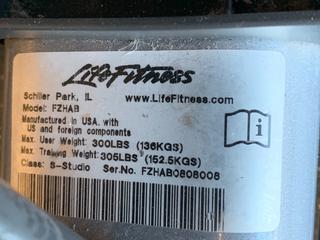 LifeFitness
Schiller Park, IL www.LifeFitness.com
Model: FZHAB
Manufactured in USA, with
US and foreign components
Max. User Weight: 300LBS (136KGS)
Max. Training Weight: 305LBS (152.5KGS)
Class: S-Studio Ser.No. FZHAB0808008